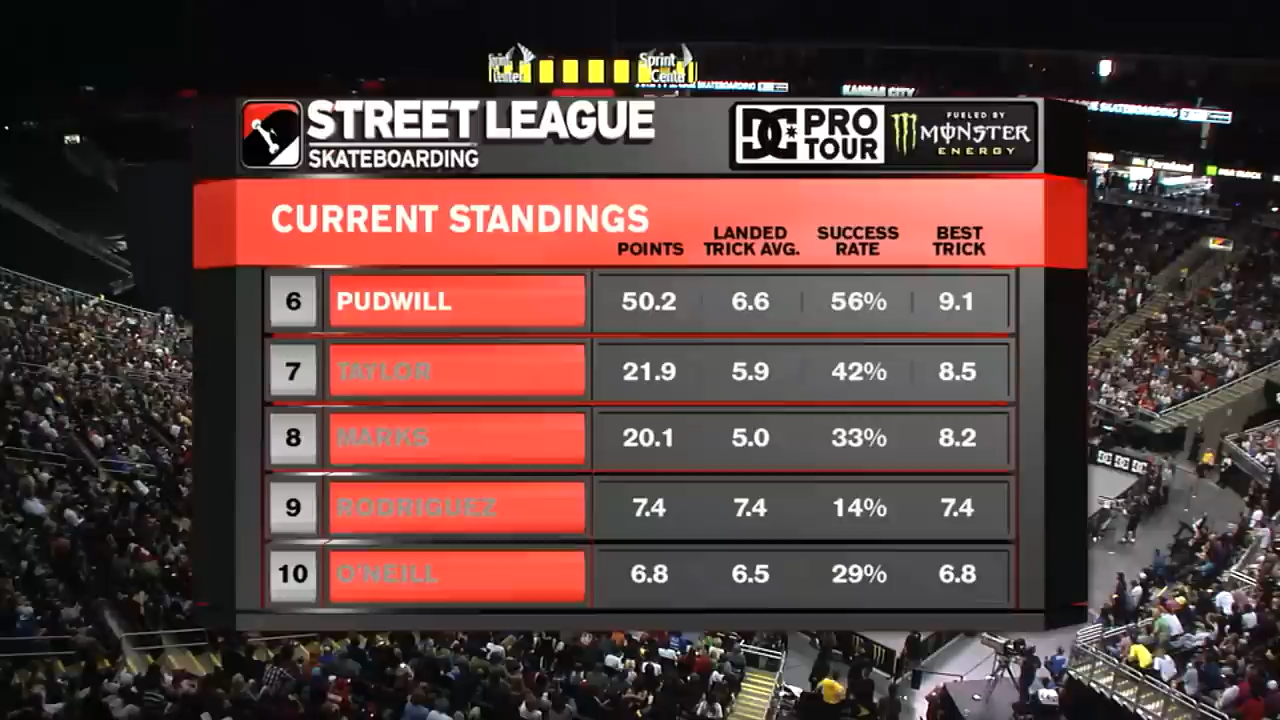 Sprint
Center
Sprint
Center
KANSAS CITY
SKATEBOARDING
STREET LEAGUE
SKATEBOARDING
DC PRO
TOUR
FUELED BY
MONSTER
ENERGY
CURRENT STANDINGS
POINTS LANDED TRICK AVG. SUCCESS RATE BEST TRICK
6 PUDWILL 50.2 6.6 56% 9.1
7 TAYLOR 21.9 5.9 42% 8.5
8 MARKS 20.1 5.0 33% 8.2
9 RODRIGUEZ 7.4 7.4 14% 7.4
10 O'NEILL 6.8 6.5 29% 6.8